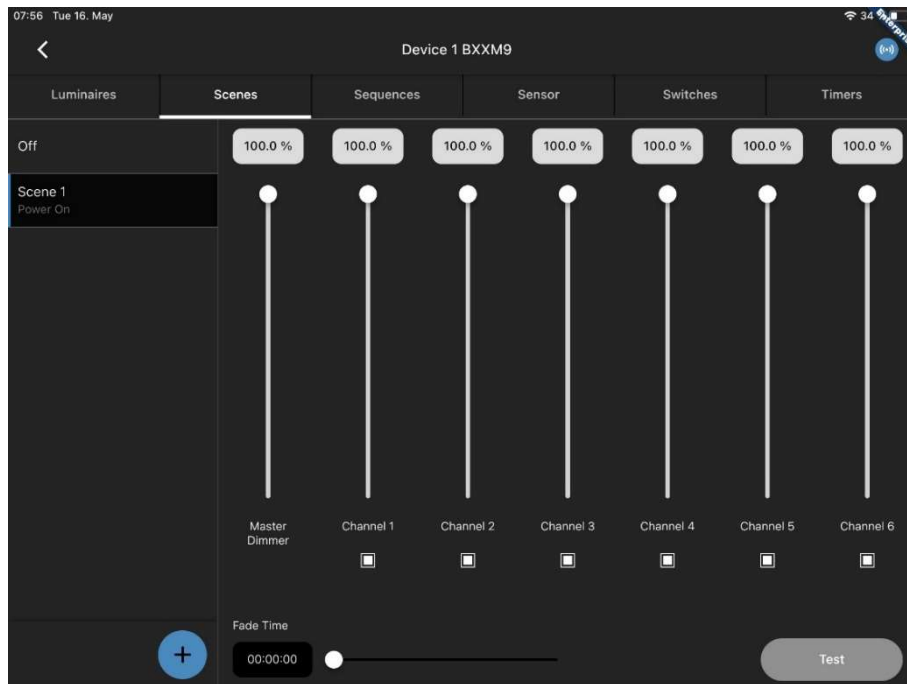 07:56 Tue 16. May
34
Device 1 BXXM9
Luminaires Scenes Sequences Sensor Switches Timers
Off
100.0 % 100.0 % 100.0 % 100.0 % 100.0 % 100.0 % 100.0 %
Scene 1
Power On
Master Dimmer Channel 1 Channel 2 Channel 3 Channel 4 Channel 5 Channel 6
Fade Time
00:00:00
Test